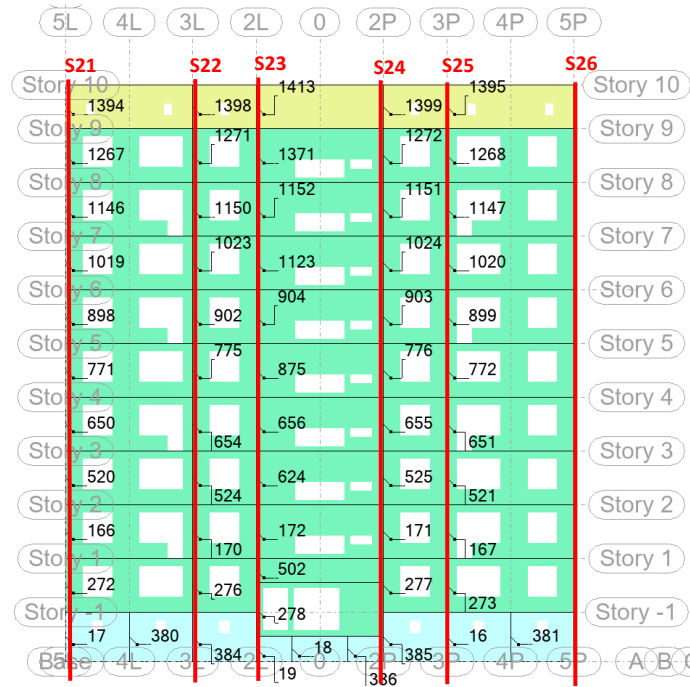 5L 4L 3L 2L 0 2P 3P 4P 5P
S21 S22 S23 S24 S25 S26
Story 10 1413 1395 Story 10
1394 1398 1399
Story 9 1271 1272 Story 9
1267 1371 1268
Story 8 1152 1151 Story 8
1146 1150 1147
Story 7 1023 1024 Story 7
1019 1123 1020
Story 6 904 903 Story 6
898 902 899
Story 5 775 776 Story 5
771 875 772
Story 4 Story 4
650 656 655
654 651
Story 3 Story 3
520 624 525
524 521
Story 2 Story 2
166 172 171
170 167
Story 1 Story 1
502
272 276 277
273
Story -1 278 Story -1
17 380 18 16 381
384 385
Base 4L 3L 2L 0 2P 3P 4P 5P A B
19 336